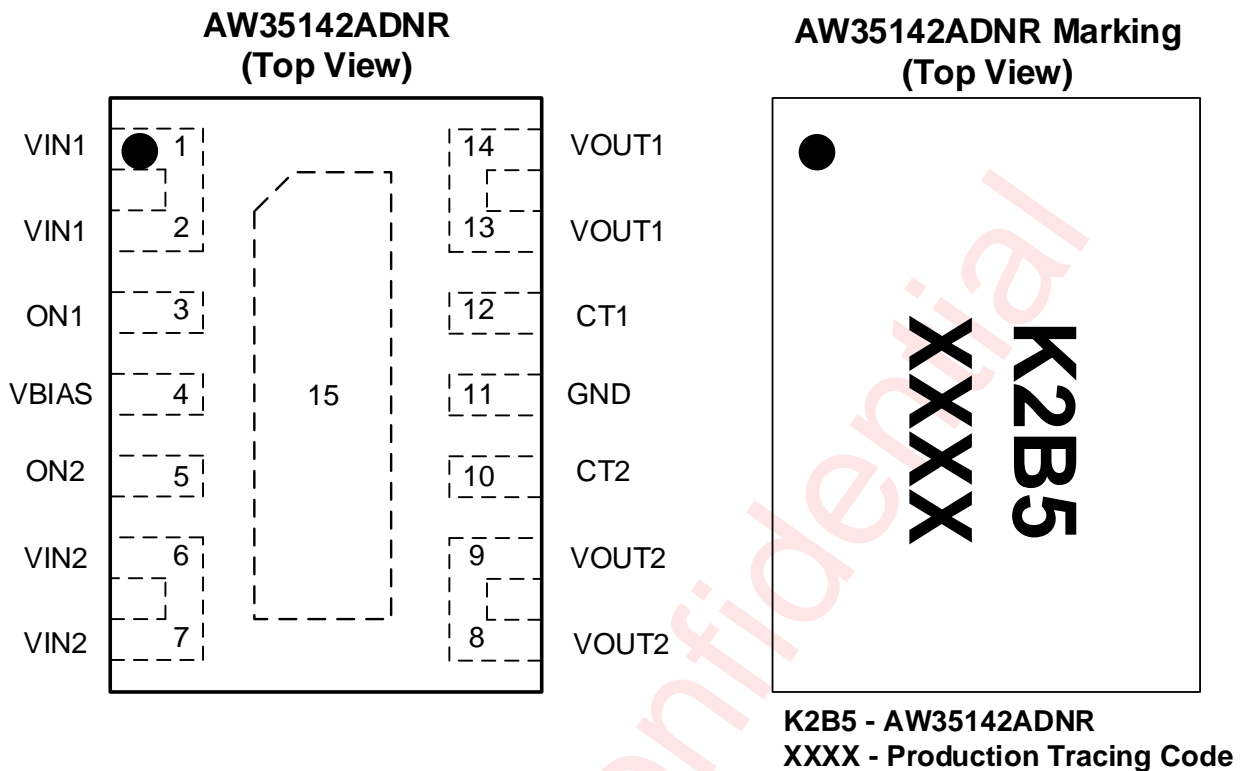 AW35142ADNR
(Top View)
VIN1 1 14 VOUT1
VIN1 2 13 VOUT1
ON1 3 12 CT1
VBIAS 4 15 11 GND
ON2 5 10 CT2
VIN2 6 9 VOUT2
VIN2 7 8 VOUT2
AW35142ADNR Marking
(Top View)
K2B5
XXXX
K2B5 - AW35142ADNR
XXXX - Production Tracing Code
onfidential